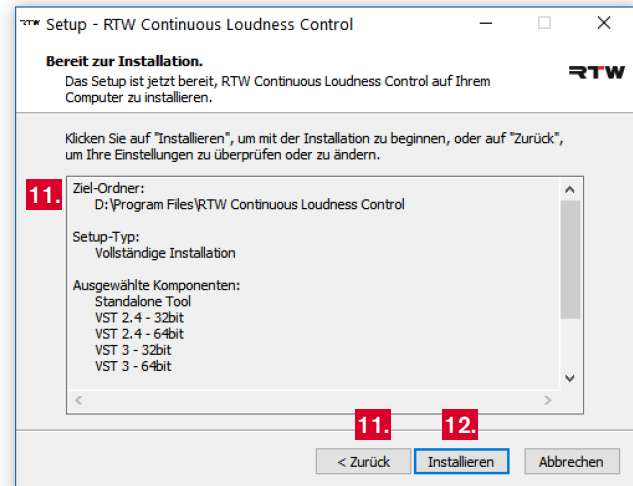 RTW Setup - RTW Continuous Loudness Control
Bereit zur Installation.
RTW
Das Setup ist jetzt bereit, RTW Continuous Loudness Control auf Ihrem
Computer zu installieren.
Klicken Sie auf "Installieren", um mit der Installation zu beginnen, oder auf "Zurück",
um Ihre Einstellungen zu überprüfen oder zu ändern.
11.
Ziel-Ordner:
D:\Program Files\RTW Continuous Loudness Control
Setup-Typ:
Vollständige Installation
Ausgewählte Komponenten:
Standalone Tool
VST 2.4 - 32bit
VST 2.4 - 64bit
VST 3 - 32bit
VST 3 - 64bit
11. 12.
< Zurück Installieren Abbrechen